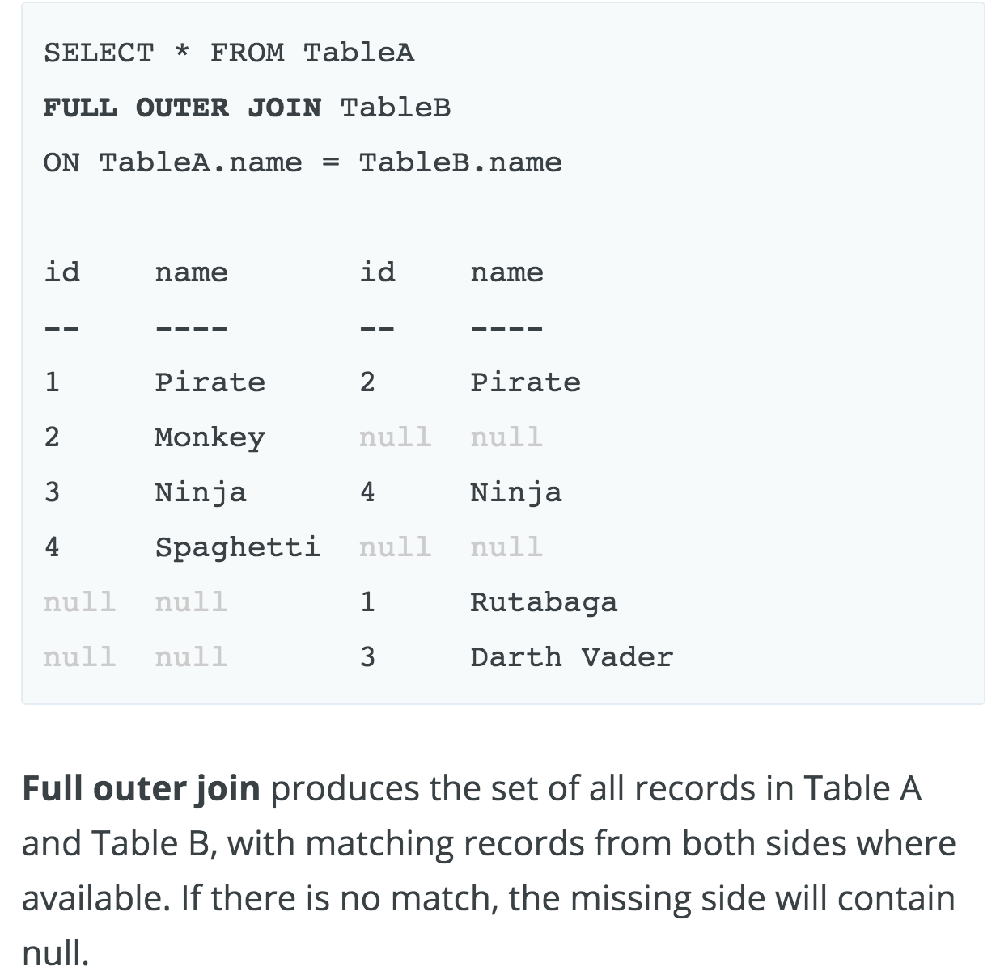 SELECT * FROM TableA
FULL OUTER JOIN TableB
ON TableA.name = TableB.name
id name id name
-- ---- -- ----
1 Pirate 2 Pirate
2 Monkey null null
3 Ninja 4 Ninja
4 Spaghetti null null
null null 1 Rutabaga
null null 3 Darth Vader
Full outer join produces the set of all records in Table A
and Table B, with matching records from both sides where
available. If there is no match, the missing side will contain
null.